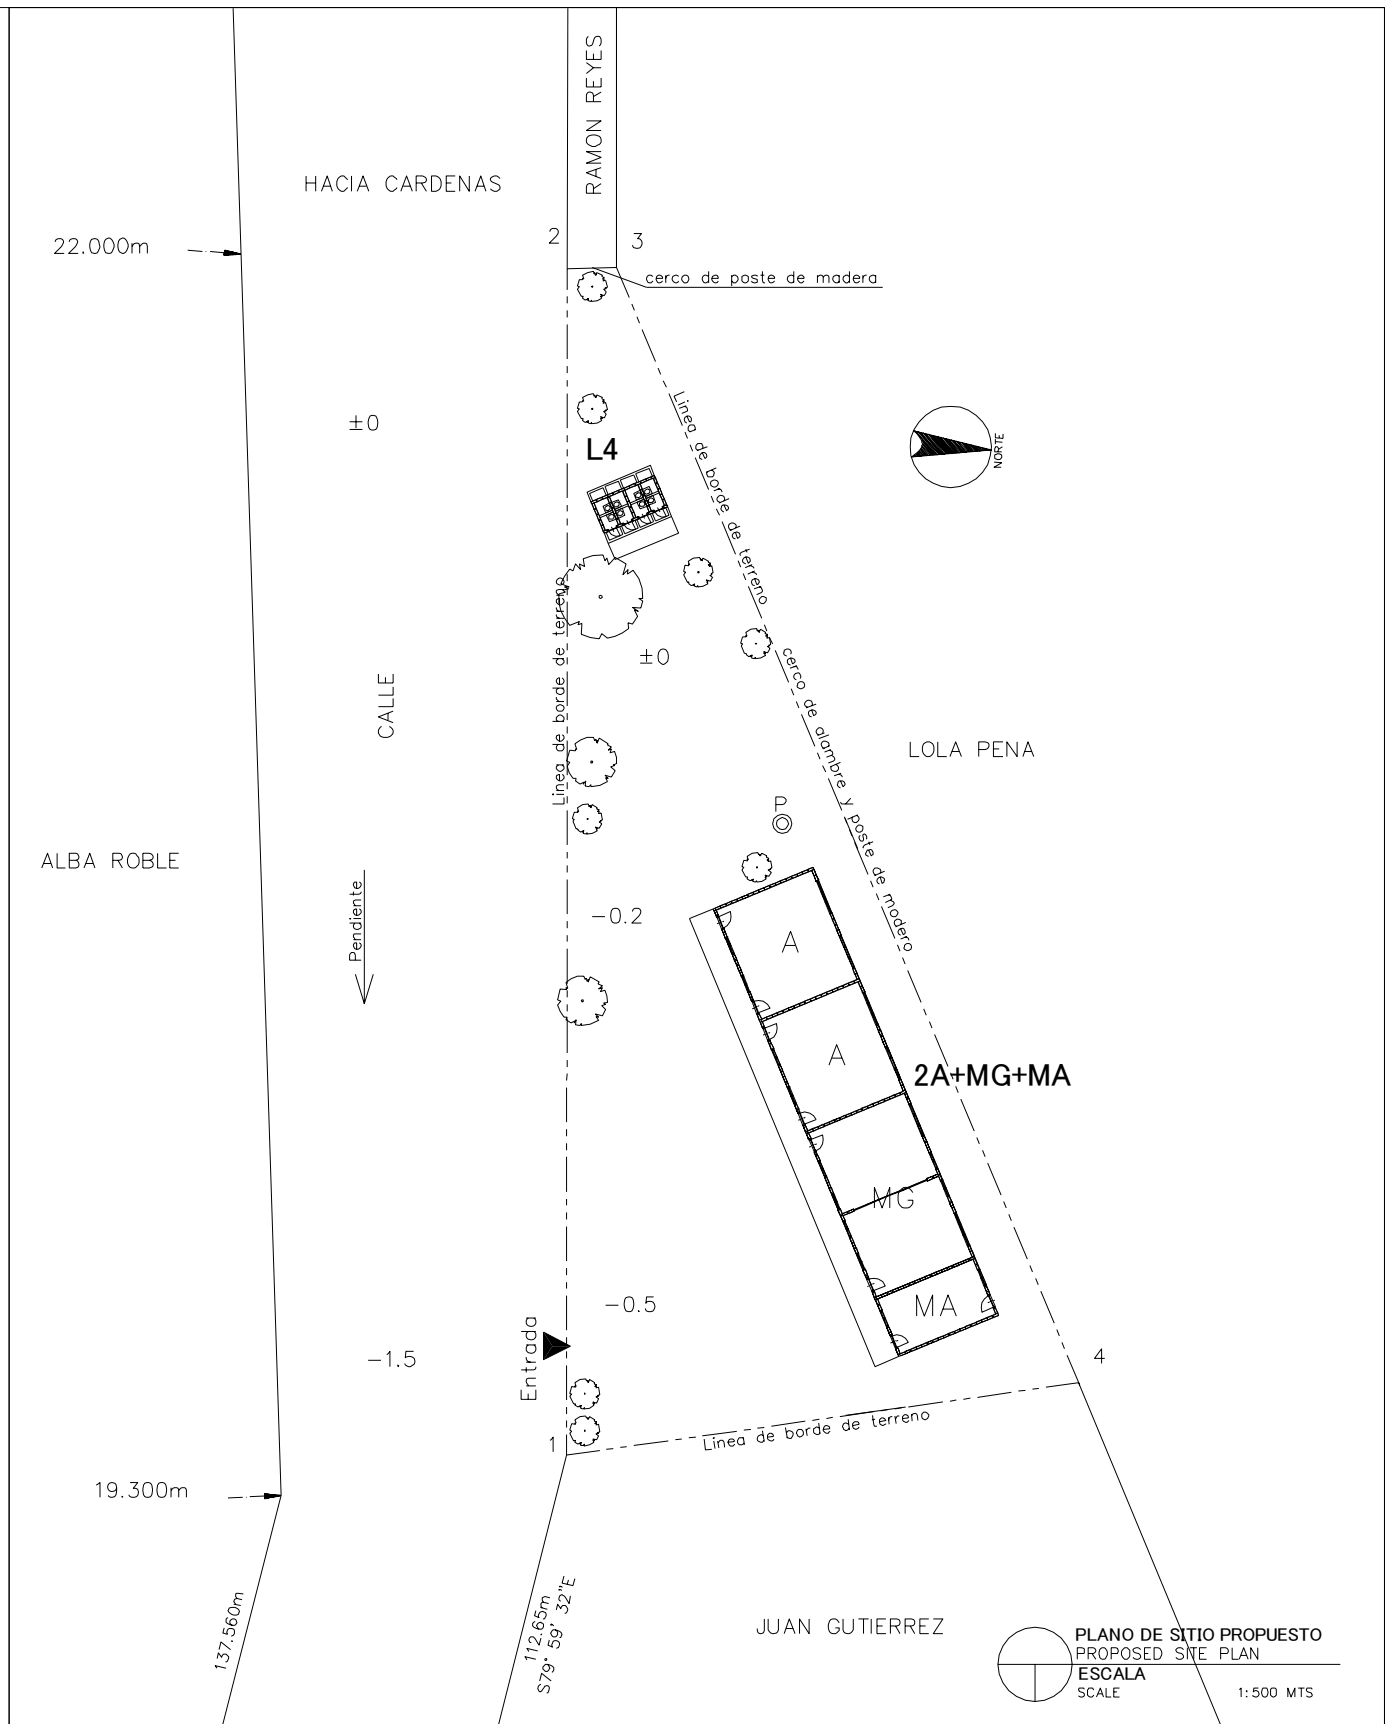 RAMON REYES
HACIA CARDENAS
22.000m
2
3
cerco de poste de madera
±0
L4
Linea de borde de terreno
NORTE
Linea de borde de terreno
±0
CALLE
cerco de alambre y poste de modero
LOLA PENA
P
ALBA ROBLE
Pendiente
-0.2
A
A
2A+MG+MA
MG
MA
-0.5
Entrada
-1.5
4
1
Linea de borde de terreno
19.300m
137.560m
112.65m
S79° 59' 32"E
JUAN GUTIERREZ
PLANO DE SITIO PROPUESTO
PROPOSED SITE PLAN
ESCALA
SCALE 1:500 MTS